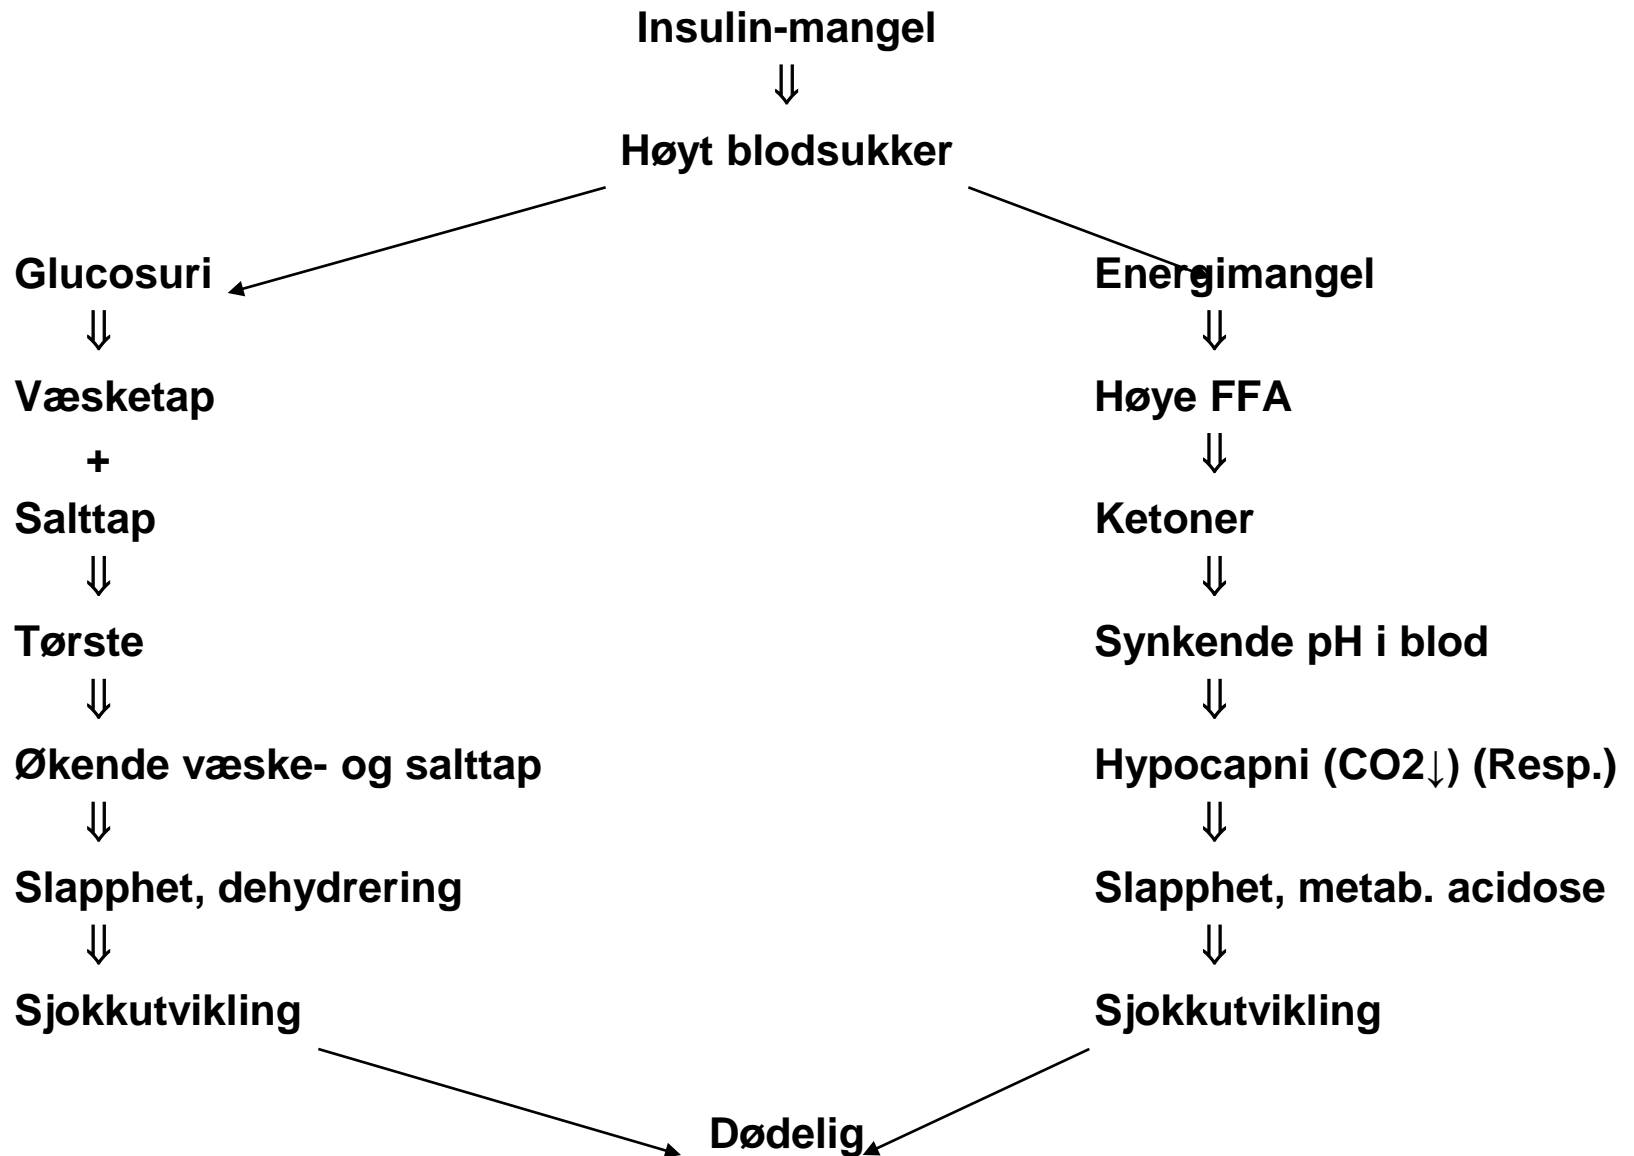 Insulin-mangel
⇓
Høyt blodsukker
Glucosuri
⇓
Væsketap
+
Salttap
⇓
Tørste
⇓
Økende væske- og salttap
⇓
Slapphet, dehydrering
⇓
Sjokkutvikling
Energimangel
⇓
Høye FFA
⇓
Ketoner
⇓
Synkende pH i blod
⇓
Hypocapni (CO2↓) (Resp.)
⇓
Slapphet, metab. acidose
⇓
Sjokkutvikling
Dødelig